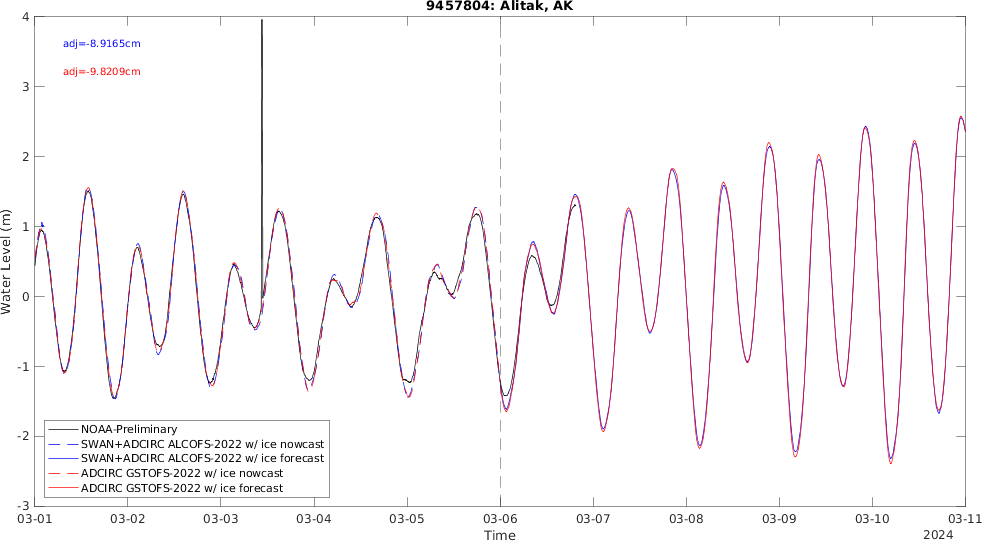 9457804: Alitak, AK
adj=-8.9165cm
adj=-9.8209cm
4
3
2
1
0
-1
-2
-3
Water Level (m)
NOAA-Preliminary
SWAN+ADCIRC ALCOFS-2022 w/ ice nowcast
SWAN+ADCIRC ALCOFS-2022 w/ ice forecast
ADCIRC GSTOFS-2022 w/ ice nowcast
ADCIRC GSTOFS-2022 w/ ice forecast
03-01 03-02 03-03 03-04 03-05 03-06 03-07 03-08 03-09 03-10 03-11
Time
2024